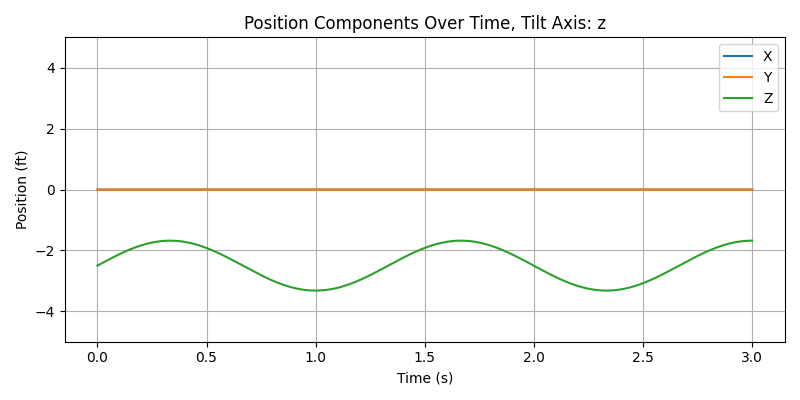 Position Components Over Time, Tilt Axis: z
X
Y
Z
4
2
0
−2
−4
Position (ft)
0.0 0.5 1.0 1.5 2.0 2.5 3.0
Time (s)